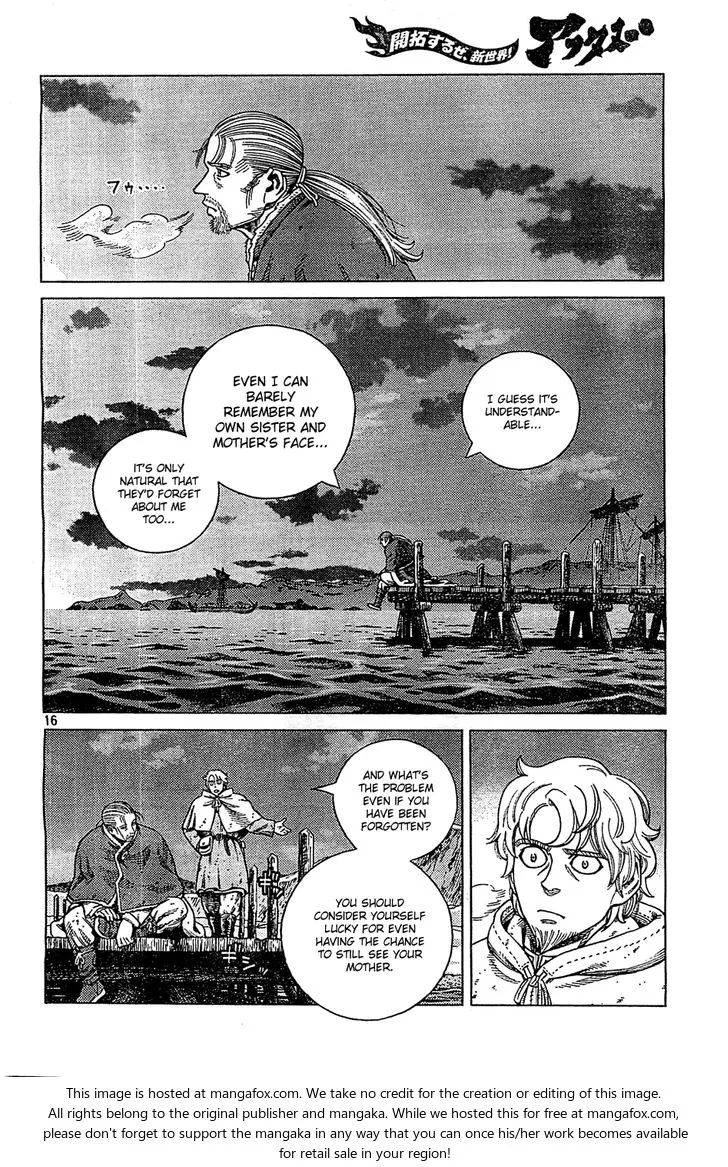 開拓するぜ、新世界!
アフタヌーン
フゥ····
EVEN I CAN
BARELY
REMEMBER MY
OWN SISTER AND
MOTHER'S FACE...
I GUESS IT'S
UNDERSTAND-
ABLE...
IT'S ONLY
NATURAL THAT
THEY'D FORGET
ABOUT ME
TOO...
16
AND WHAT'S
THE PROBLEM
EVEN IF YOU
HAVE BEEN
FORGOTTEN?
YOU SHOULD
CONSIDER YOURSELF
LUCKY FOR EVEN
HAVING THE CHANCE
TO STILL SEE YOUR
MOTHER.
This image is hosted at mangafox.com. We take no credit for the creation or editing of this image.
All rights belong to the original publisher and mangaka. While we hosted this for free at mangafox.com,
please don't forget to support the mangaka in any way that you can once his/her work becomes available
for retail sale in your region!